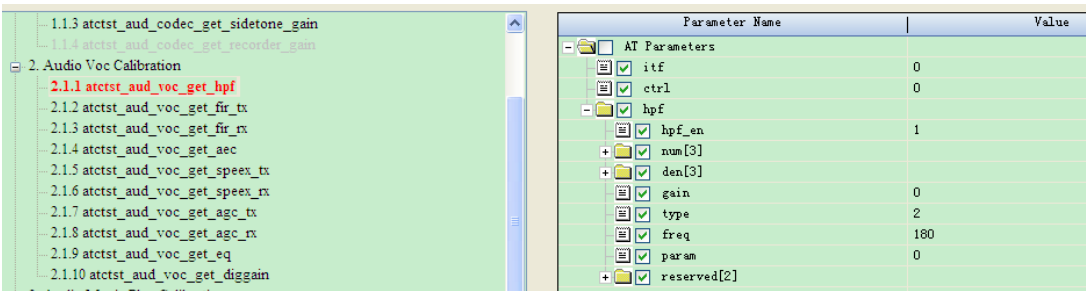 1.1.3 atctst_aud_codec_get_sidetone_gain
1.1.4 atctst_aud_codec_get_recorder_gain
2. Audio Voc Calibration
2.1.1 atctst_aud_voc_get_hpf
2.1.2 atctst_aud_voc_get_fir_tx
2.1.3 atctst_aud_voc_get_fir_rx
2.1.4 atctst_aud_voc_get_aec
2.1.5 atctst_aud_voc_get_speex_tx
2.1.6 atctst_aud_voc_get_speex_rx
2.1.7 atctst_aud_voc_get_agc_tx
2.1.8 atctst_aud_voc_get_agc_rx
2.1.9 atctst_aud_voc_get_eq
2.1.10 atctst_aud_voc_get_diggain
Parameter Name Value
AT Parameters
itf 0
ctrl 0
hpf
hpf_en 1
num[3]
den[3]
gain 0
type 2
freq 180
param 0
reserved[2]